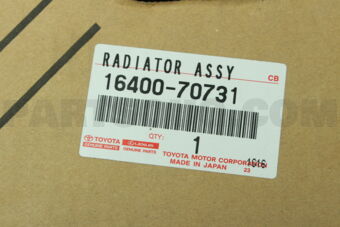 RADIATOR ASSY
CB
16400-70731
QTY:
1
TOYOTA
GENUINE PARTS
LEXUS
GENUINE PARTS
TOYOTA MOTOR CORPORATION
MADE IN JAPAN
23